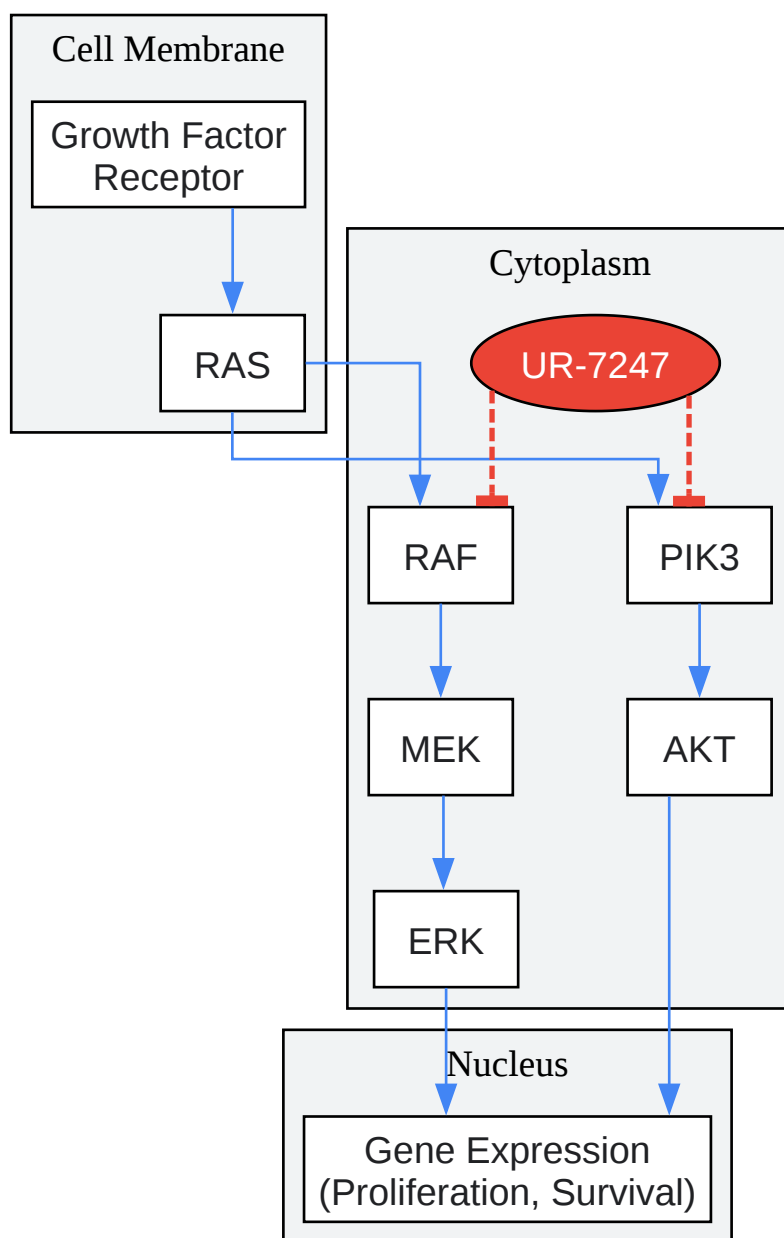 Cell Membrane
Growth Factor
Receptor
RAS
Cytoplasm
UR-7247
RAF
PIK3
MEK
AKT
ERK
Nucleus
Gene Expression
(Proliferation, Survival)